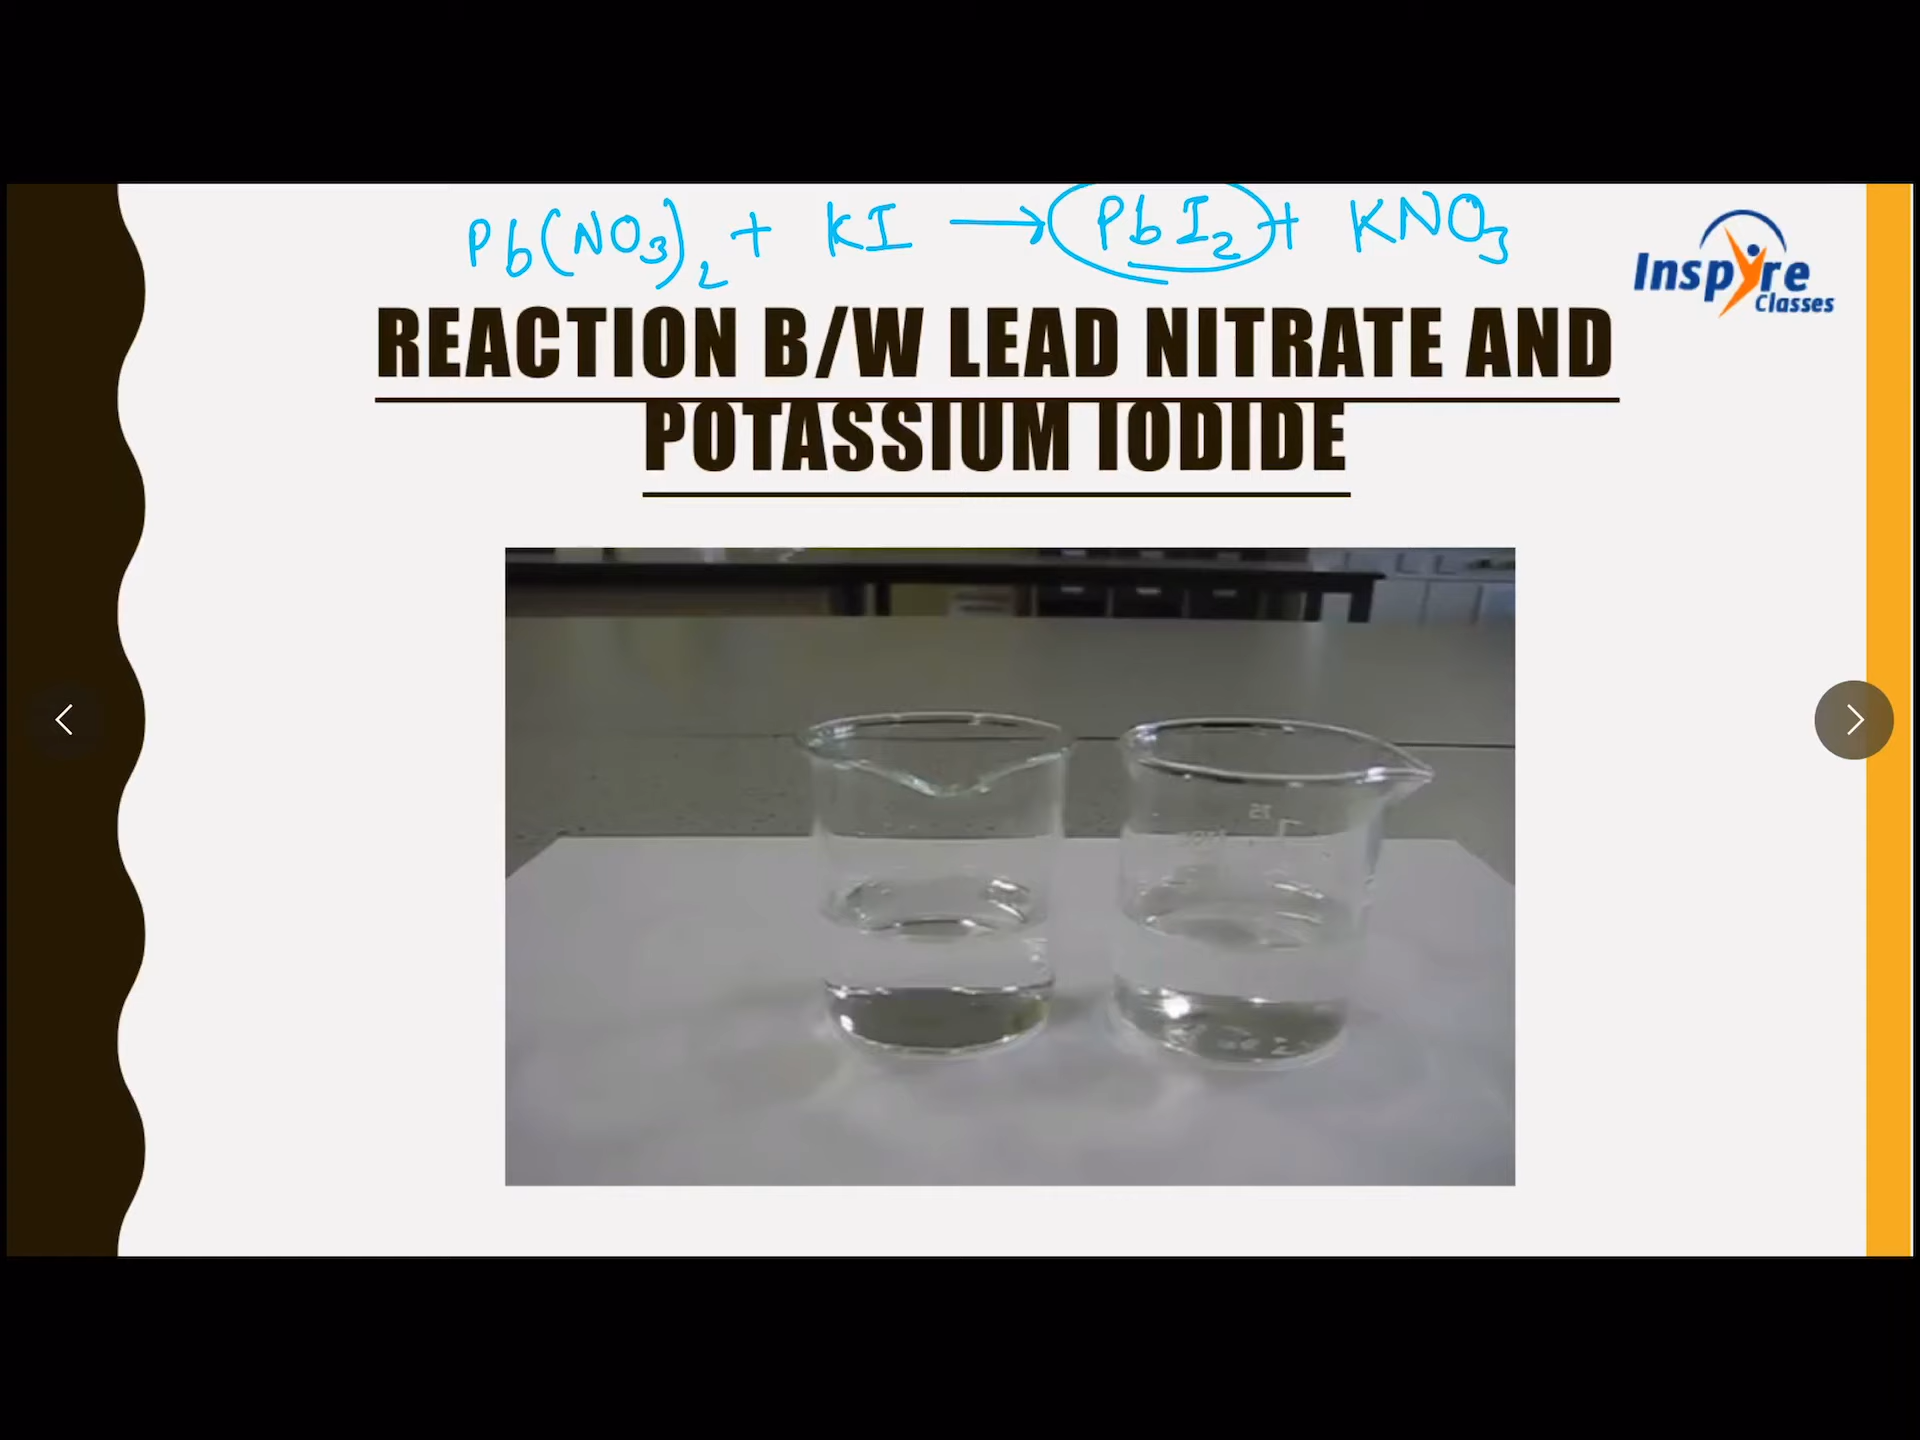 Pb(NO3)2 + KI → PbI2 + KNO3
Inspyre
Classes
REACTION B/W LEAD NITRATE AND
POTASSIUM IODIDE